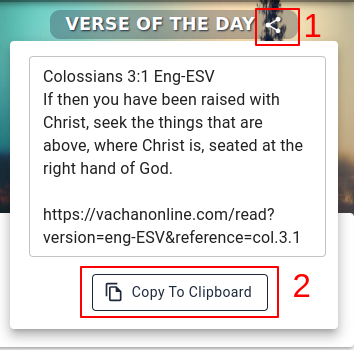 VERSE OF THE DAY 1
Colossians 3:1 Eng-ESV
If then you have been raised with
Christ, seek the things that are
above, where Christ is, seated at the
right hand of God.
https://vachanonline.com/read?
version=eng-ESV&reference=col.3.1
2
Copy To Clipboard